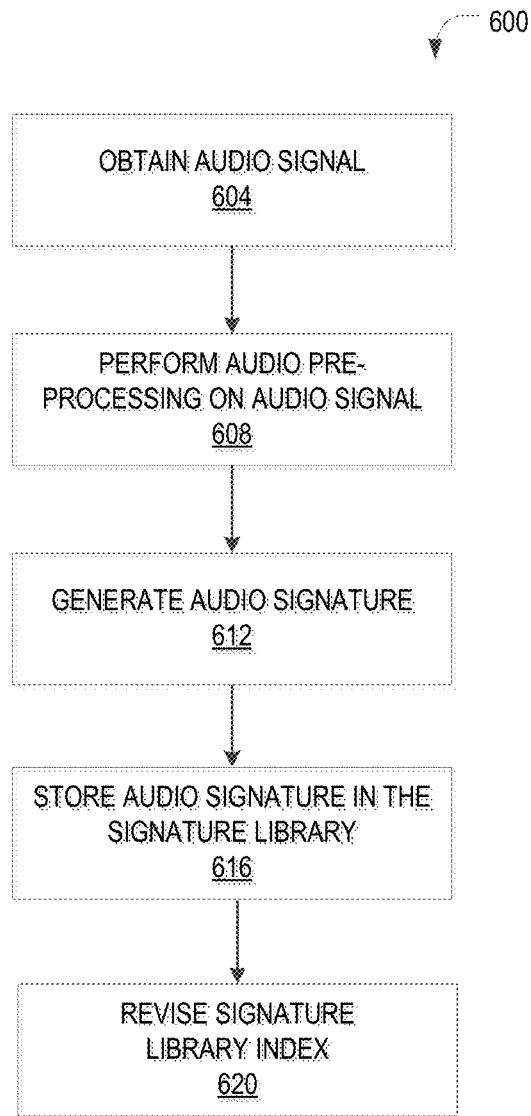 600
OBTAIN AUDIO SIGNAL
604
PERFORM AUDIO PRE-
PROCESSING ON AUDIO SIGNAL
608
GENERATE AUDIO SIGNATURE
612
STORE AUDIO SIGNATURE IN THE
SIGNATURE LIBRARY
616
REVISE SIGNATURE
LIBRARY INDEX
620